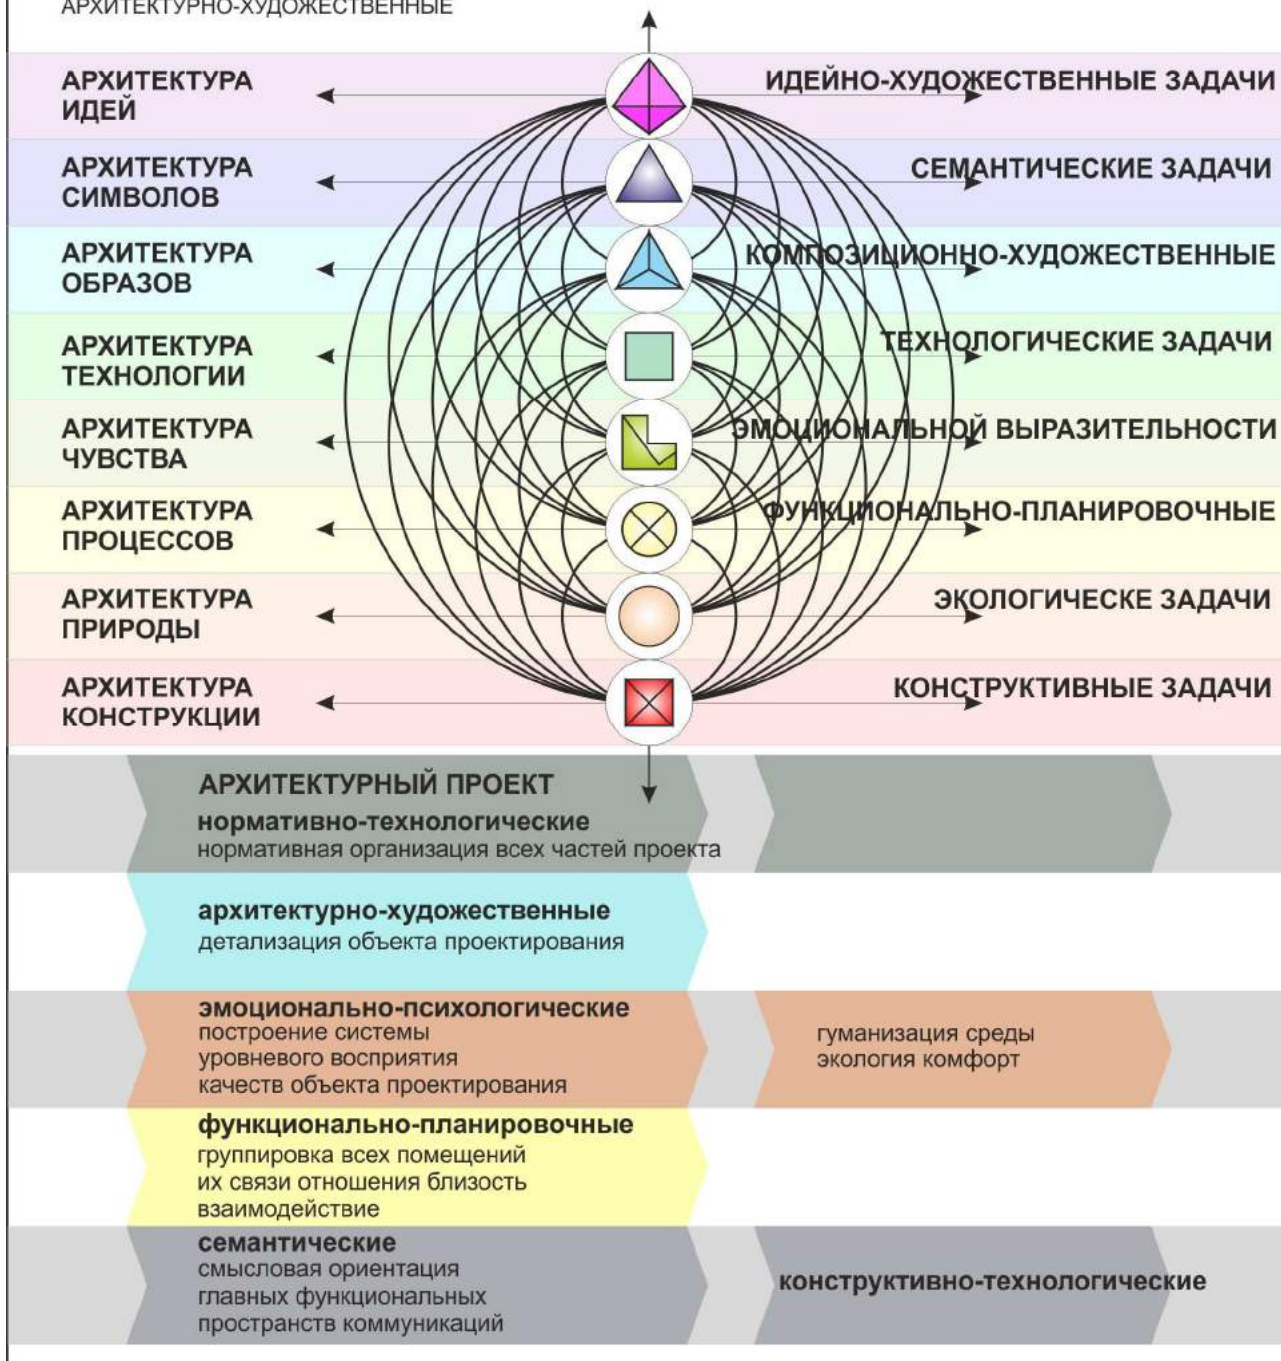 АРХИТЕКТУРНО-ХУДОЖЕСТВЕННЫЕ
АРХИТЕКТУРА
ИДЕЙ
ИДЕЙНО-ХУДОЖЕСТВЕННЫЕ ЗАДАЧИ
АРХИТЕКТУРА
СИМВОЛОВ
СЕМАНТИЧЕСКИЕ ЗАДАЧИ
АРХИТЕКТУРА
ОБРАЗОВ
КОМПОЗИЦИОННО-ХУДОЖЕСТВЕННЫЕ
АРХИТЕКТУРА
ТЕХНОЛОГИИ
ТЕХНОЛОГИЧЕСКИЕ ЗАДАЧИ
АРХИТЕКТУРА
ЧУВСТВА
ЭМОЦИОНАЛЬНОЙ ВЫРАЗИТЕЛЬНОСТИ
АРХИТЕКТУРА
ПРОЦЕССОВ
ФУНКЦИОНАЛЬНО-ПЛАНИРОВОЧНЫЕ
АРХИТЕКТУРА
ПРИРОДЫ
ЭКОЛОГИЧЕСКЕ ЗАДАЧИ
АРХИТЕКТУРА
КОНСТРУКЦИИ
КОНСТРУКТИВНЫЕ ЗАДАЧИ
АРХИТЕКТУРНЫЙ ПРОЕКТ
нормативно-технологические
нормативная организация всех частей проекта
архитектурно-художественные
детализация объекта проектирования
эмоционально-психологические
построение системы
уровневого восприятия
качеств объекта проектирования
гуманизация среды
экология комфорт
функционально-планировочные
группировка всех помещений
их связи отношения близость
взаимодействие
семантические
смысловая ориентация
главных функциональных
пространств коммуникаций
конструктивно-технологические